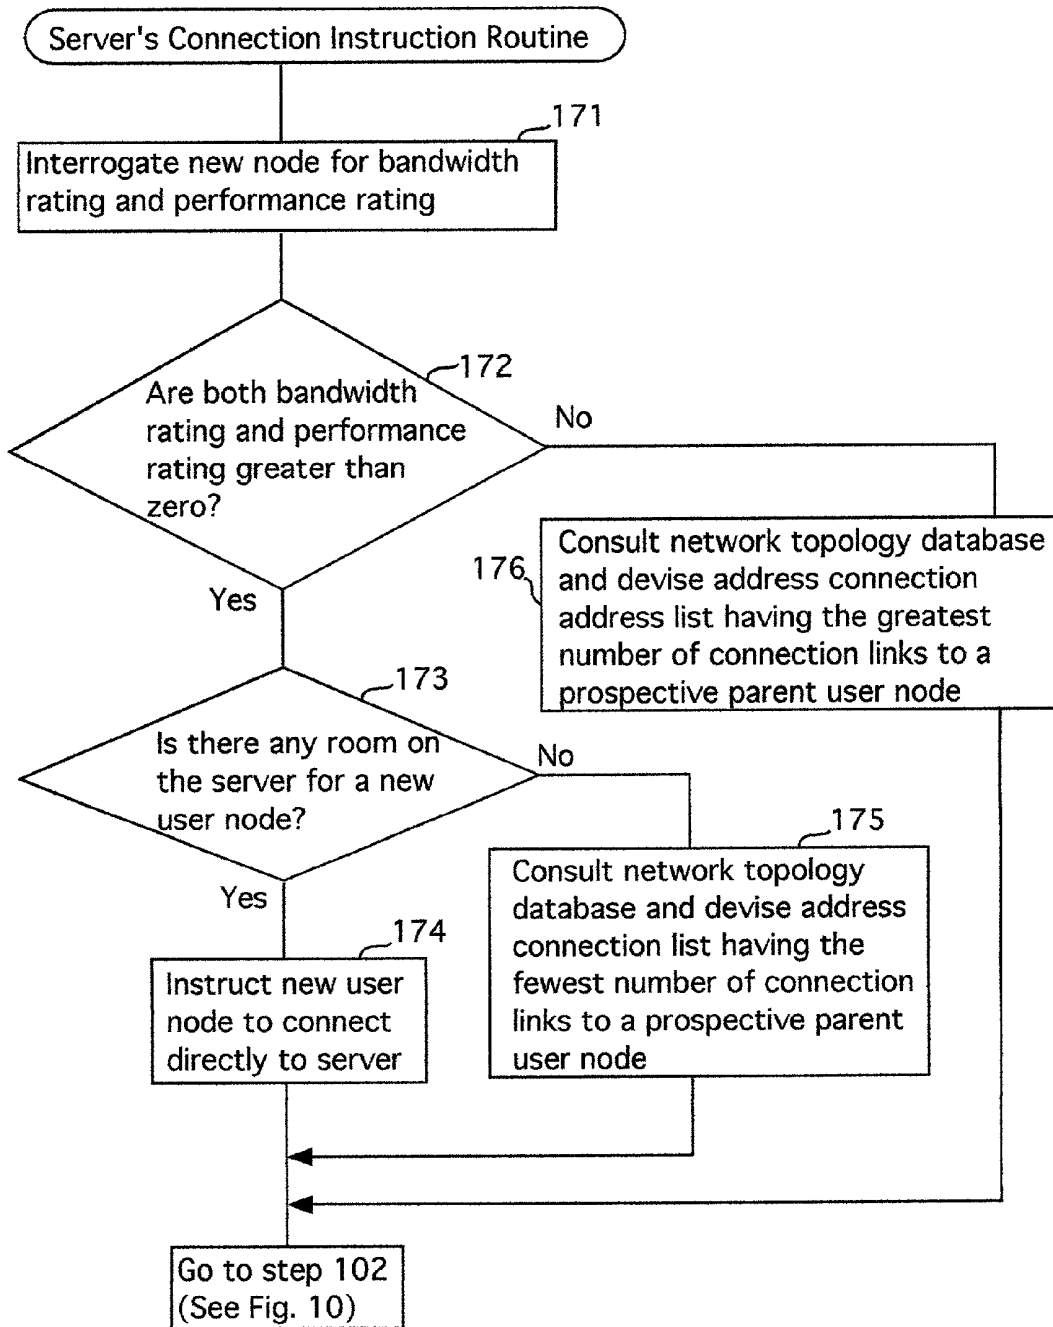 Server's Connection Instruction Routine
171
Interrogate new node for bandwidth
rating and performance rating
172
Are both bandwidth
rating and performance
rating greater than
zero?
No
Yes
176
Consult network topology database
and devise address connection
address list having the greatest
number of connection links to a
prospective parent user node
173
Is there any room on
the server for a new
user node?
No
Yes
175
Consult network topology
database and devise address
connection list having the
fewest number of connection
links to a prospective parent
user node
174
Instruct new user
node to connect
directly to server
Go to step 102
(See Fig. 10)